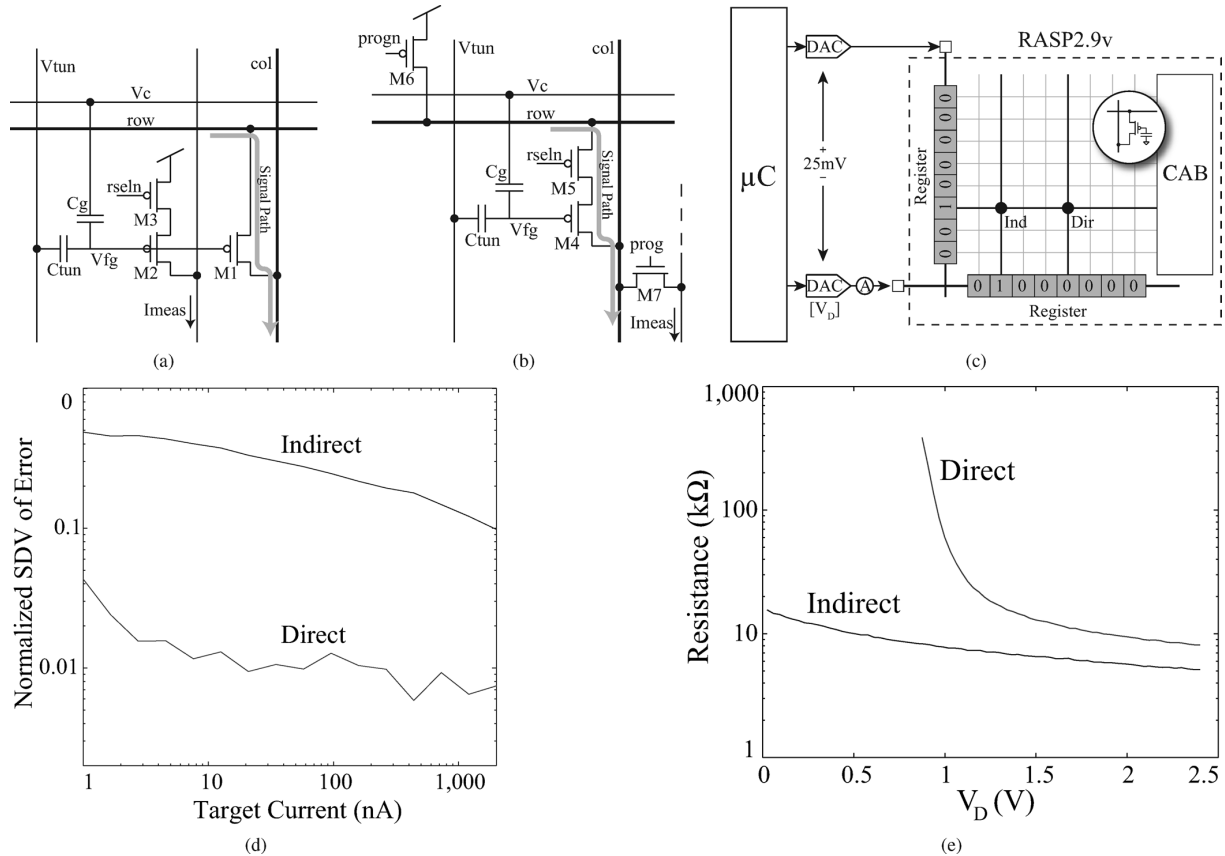 Vtun
col
Vc
row
Signal Path
rseln
M3
Cg
Ctun
Vfg
M2
M1
Imeas
(a)
progn
M6
Vtun
col
Vc
row
rseln
M5
Signal Path
Cg
Ctun
Vfg
M4
prog
M7
Imeas
(b)
µC
DAC
RASP2.9v
+
25mV
−
Register
0 0 1 0 0 0 0 0
Ind
Dir
CAB
DAC
A
[V_D]
0 1 0 0 0 0 0 0
Register
(c)
Normalized SDV of Error
0
0.1
0.01
Indirect
Direct
1
10
100
1,000
Target Current (nA)
(d)
Resistance (kΩ)
1,000
100
10
1
Direct
Indirect
0
0.5
1
1.5
2
2.5
V_D (V)
(e)